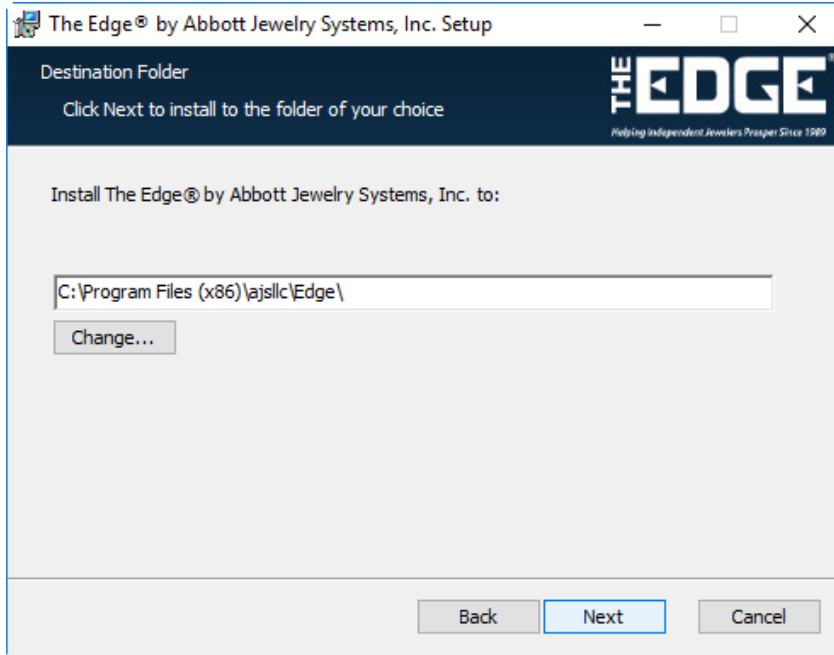 The Edge® by Abbott Jewelry Systems, Inc. Setup
Destination Folder
Click Next to install to the folder of your choice
THE EDGE®
Helping Independent Jewelers Prosper Since 1989
Install The Edge® by Abbott Jewelry Systems, Inc. to:
C:\Program Files (x86)\ajsllc\Edge\
Change...
Back Next Cancel